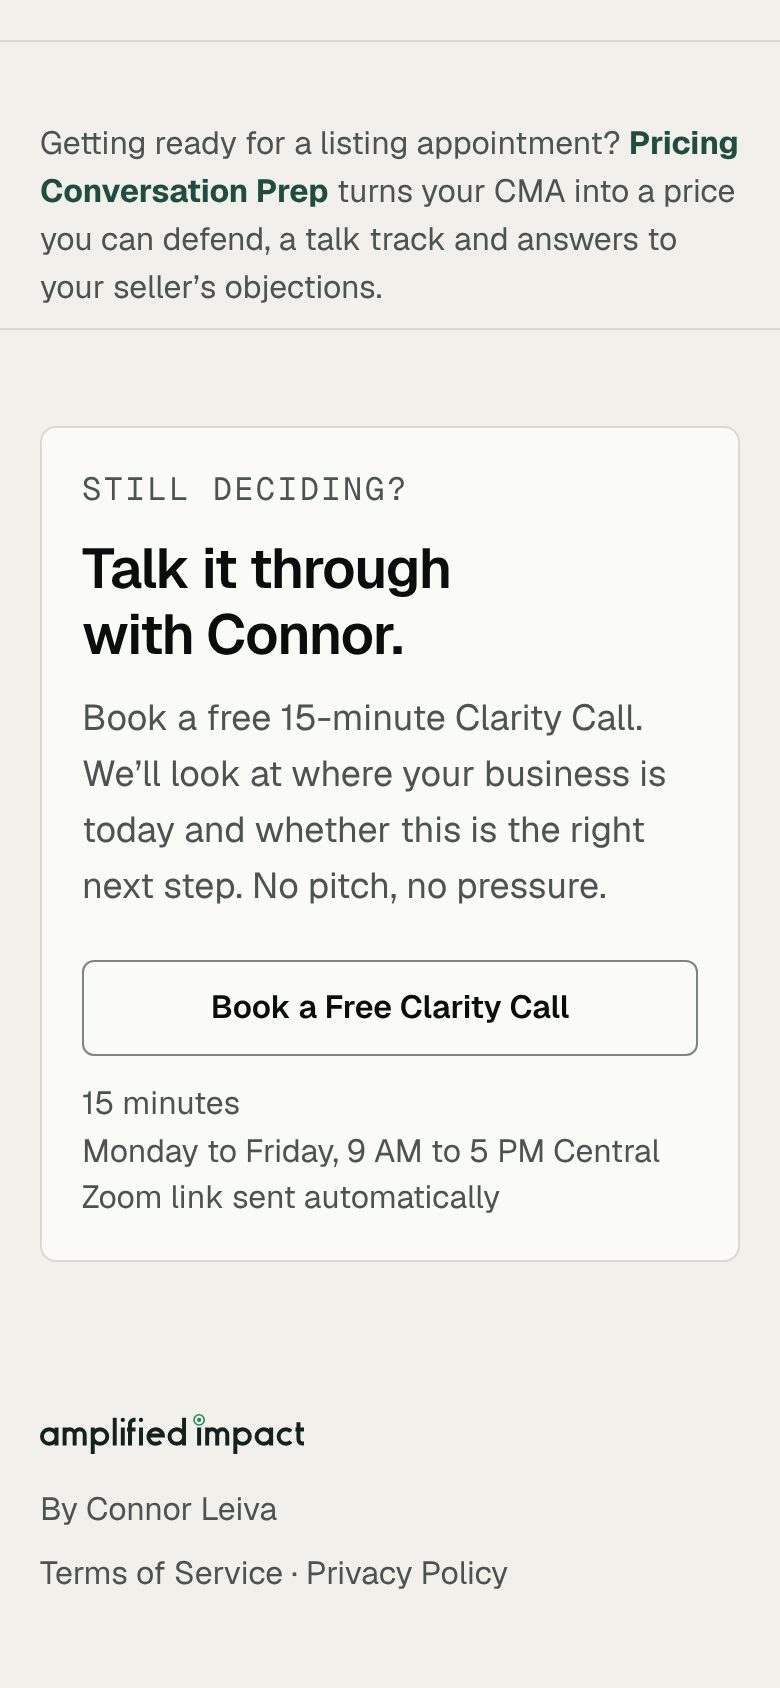 Getting ready for a listing appointment? Pricing
Conversation Prep turns your CMA into a price
you can defend, a talk track and answers to
your seller’s objections.
STILL DECIDING?
Talk it through
with Connor.
Book a free 15-minute Clarity Call.
We’ll look at where your business is
today and whether this is the right
next step. No pitch, no pressure.
Book a Free Clarity Call
15 minutes
Monday to Friday, 9 AM to 5 PM Central
Zoom link sent automatically
amplified impact
By Connor Leiva
Terms of Service · Privacy Policy